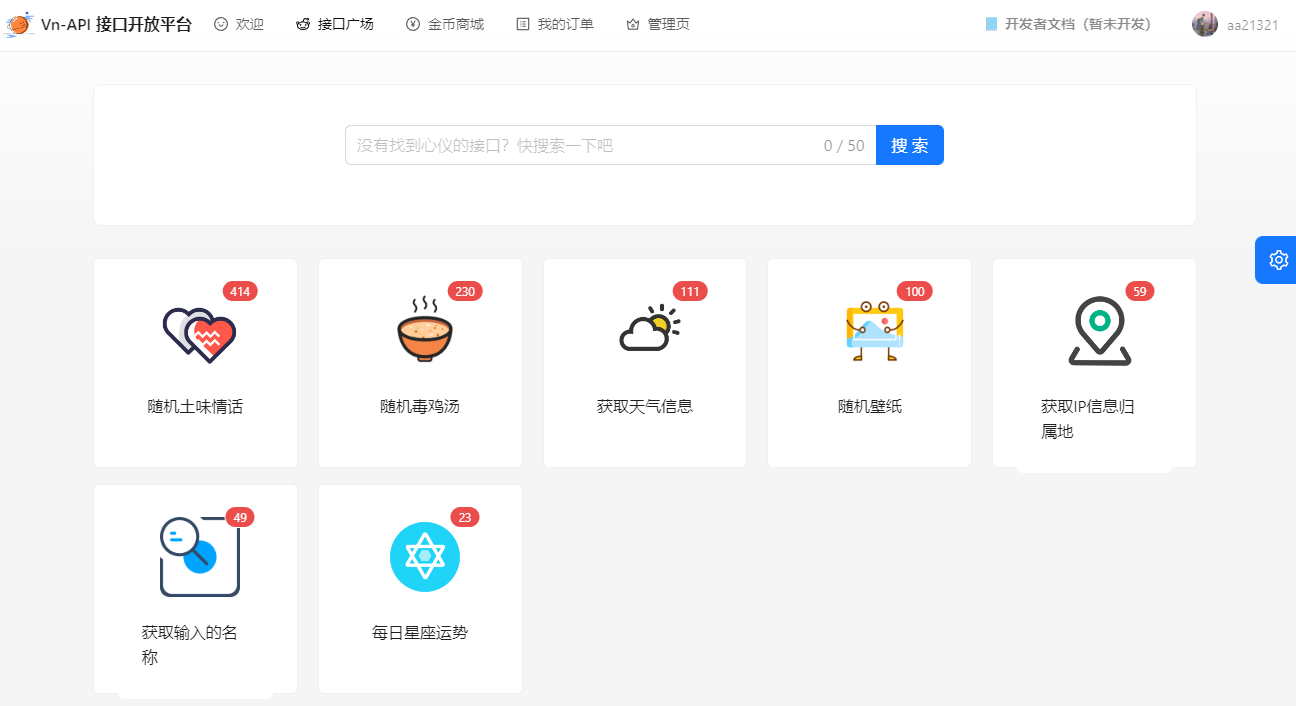 Vn-API 接口开放平台 欢迎 接口广场 金币商城 我的订单 管理页 开发者文档（暂未开发） aa21321
没有找到心仪的接口？快搜索一下吧 0 / 50 搜 索
414 230 111 100 59
随机土味情话 随机毒鸡汤 获取天气信息 随机壁纸 获取IP信息归
属地
49 23
获取输入的名 每日星座运势
称